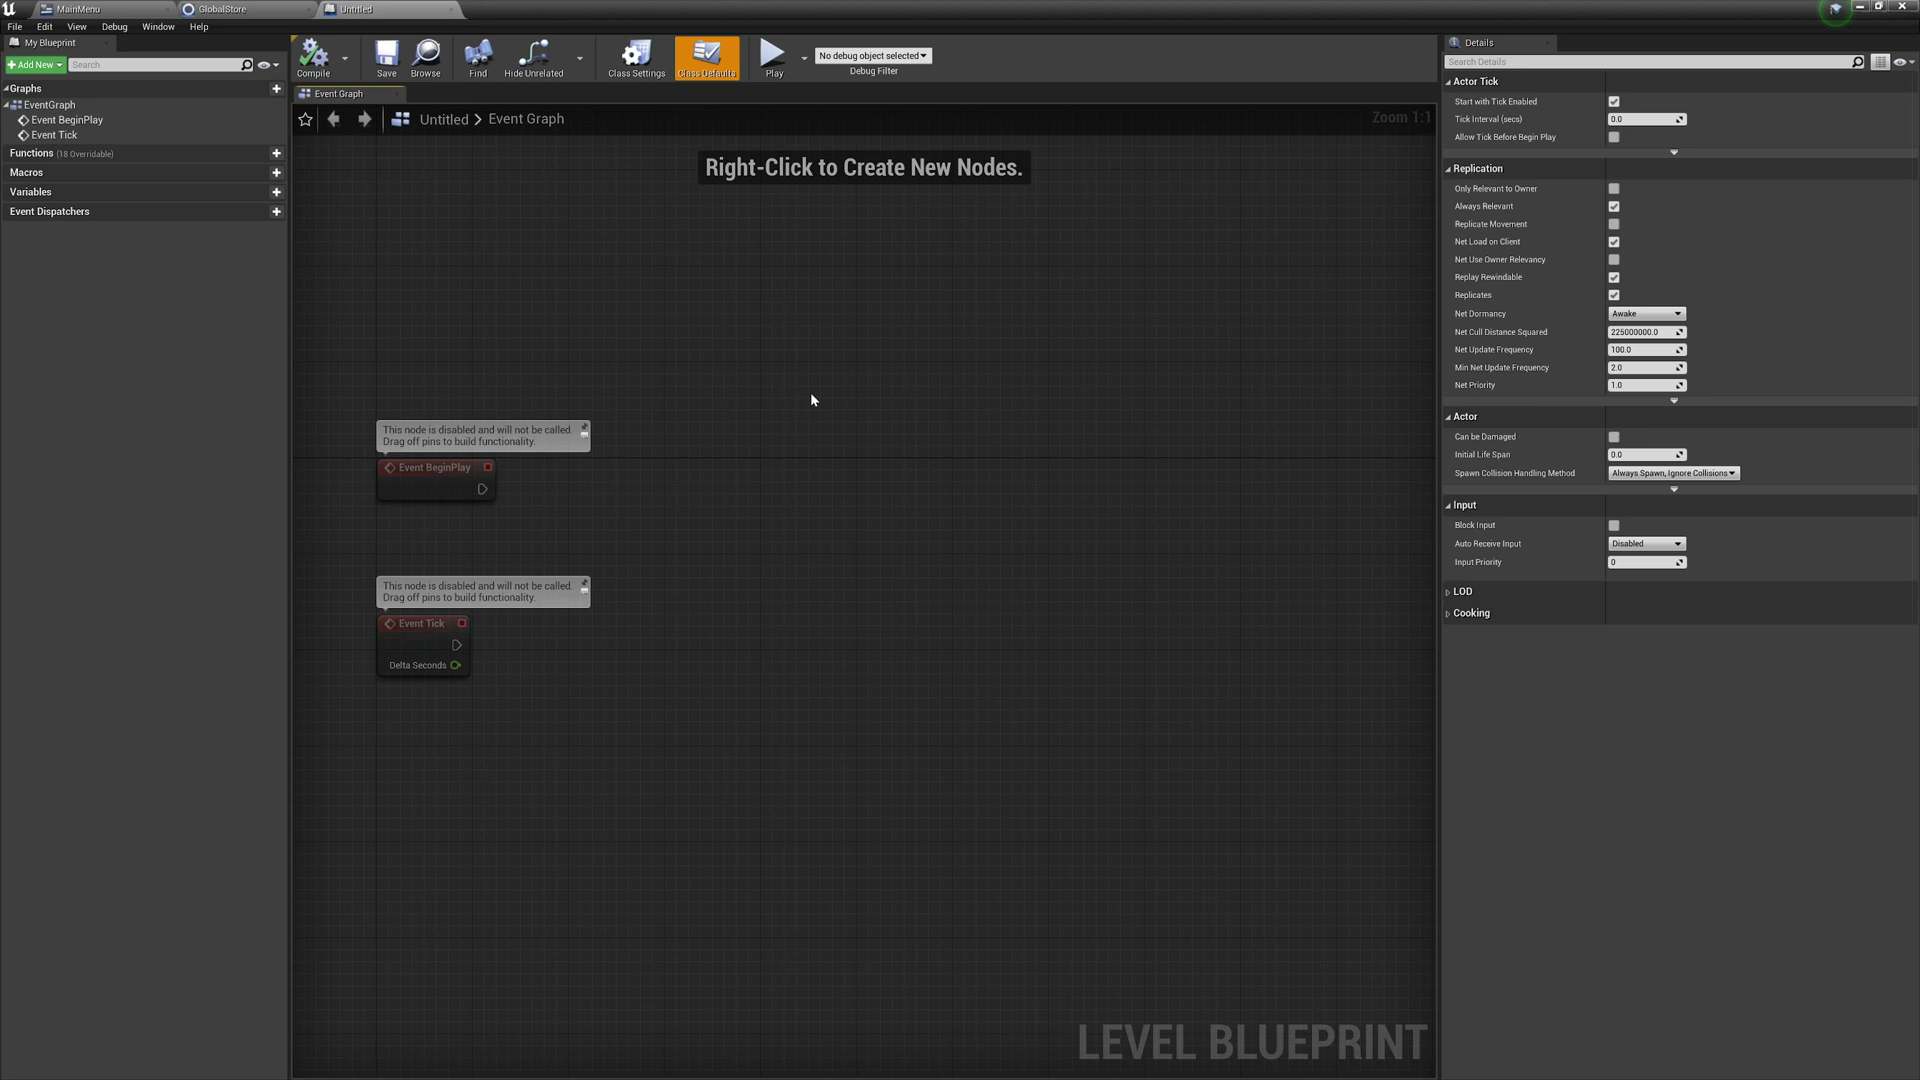 MainMenu
GlobalStore
Untitled
File Edit View Debug Window Help
My Blueprint
Add New
Search
Graphs
EventGraph
Event BeginPlay
Event Tick
Functions (18 Overridable)
Macros
Variables
Event Dispatchers
Compile
Save
Browse
Find
Hide Unrelated
Class Settings
Class Defaults
Play
No debug object selected
Debug Filter
Event Graph
Untitled > Event Graph
Zoom 1:1
Right-Click to Create New Nodes.
This node is disabled and will not be called.
Drag off pins to build functionality.
Event BeginPlay
This node is disabled and will not be called.
Drag off pins to build functionality.
Event Tick
Delta Seconds
LEVEL BLUEPRINT
Details
Search Details
Actor Tick
Start with Tick Enabled
Tick Interval (secs) 0.0
Allow Tick Before Begin Play
Replication
Only Relevant to Owner
Always Relevant
Replicate Movement
Net Load on Client
Net Use Owner Relevancy
Replay Rewindable
Replicates
Net Dormancy Awake
Net Cull Distance Squared 225000000.0
Net Update Frequency 100.0
Min Net Update Frequency 2.0
Net Priority 1.0
Actor
Can be Damaged
Initial Life Span 0.0
Spawn Collision Handling Method Always Spawn, Ignore Collisions
Input
Block Input
Auto Receive Input Disabled
Input Priority 0
LOD
Cooking